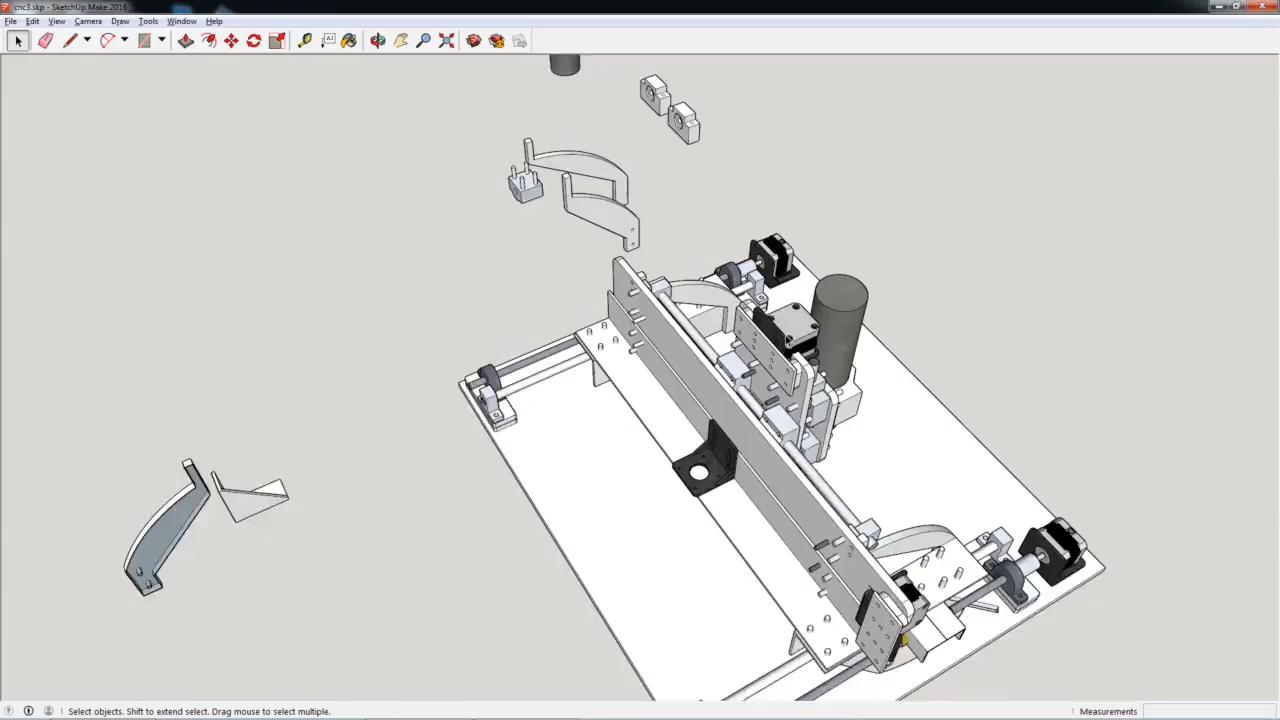 cnc3.skp - SketchUp Make 2016
File Edit View Camera Draw Tools Window Help
Select objects. Shift to extend select. Drag mouse to select multiple. Measurements